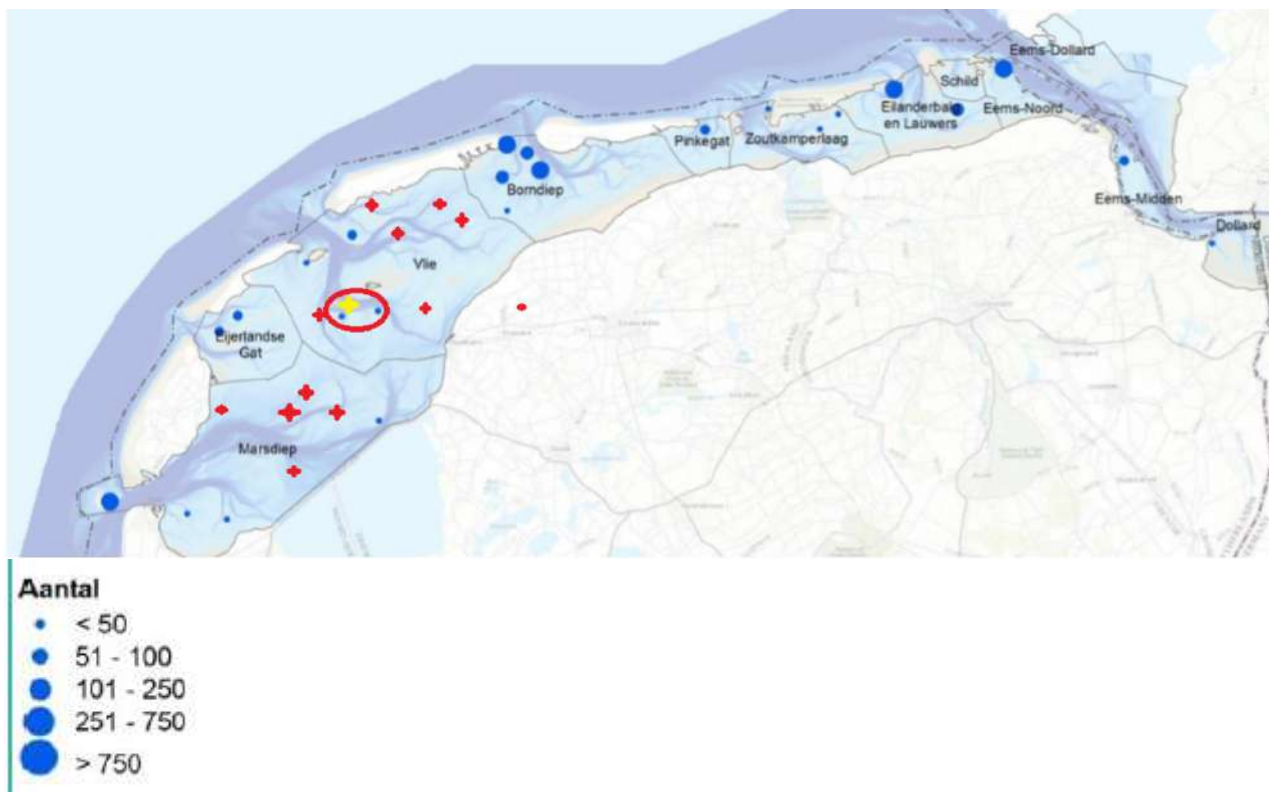 Eems-Dollard
Schild
Eilanderbalg
en Lauwers
Eems-Noord
Pinkegat
Zoutkamperlaag
Borndiep
Eems-Midden
Dollard
Vlie
Eijerlandse
Gat
Marsdiep
Aantal
< 50
51 - 100
101 - 250
251 - 750
> 750